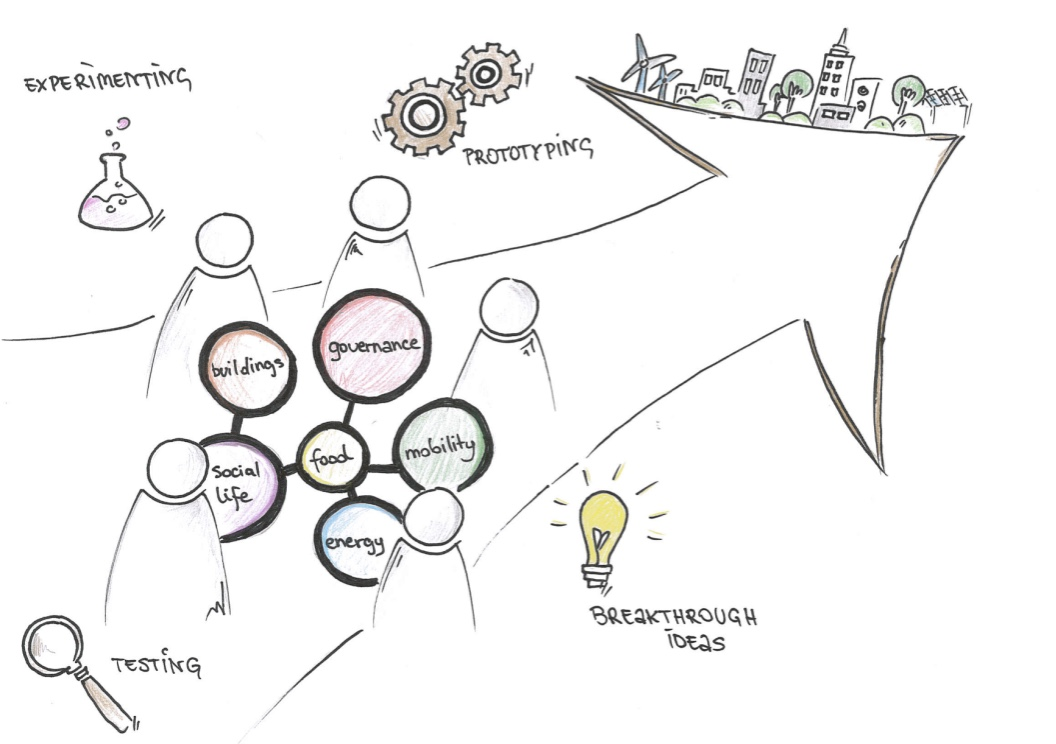 EXPERIMENTING
PROTOTYPING
buildings
governance
social
life
food
mobility
energy
BREAKTHROUGH
IDEAS
TESTING